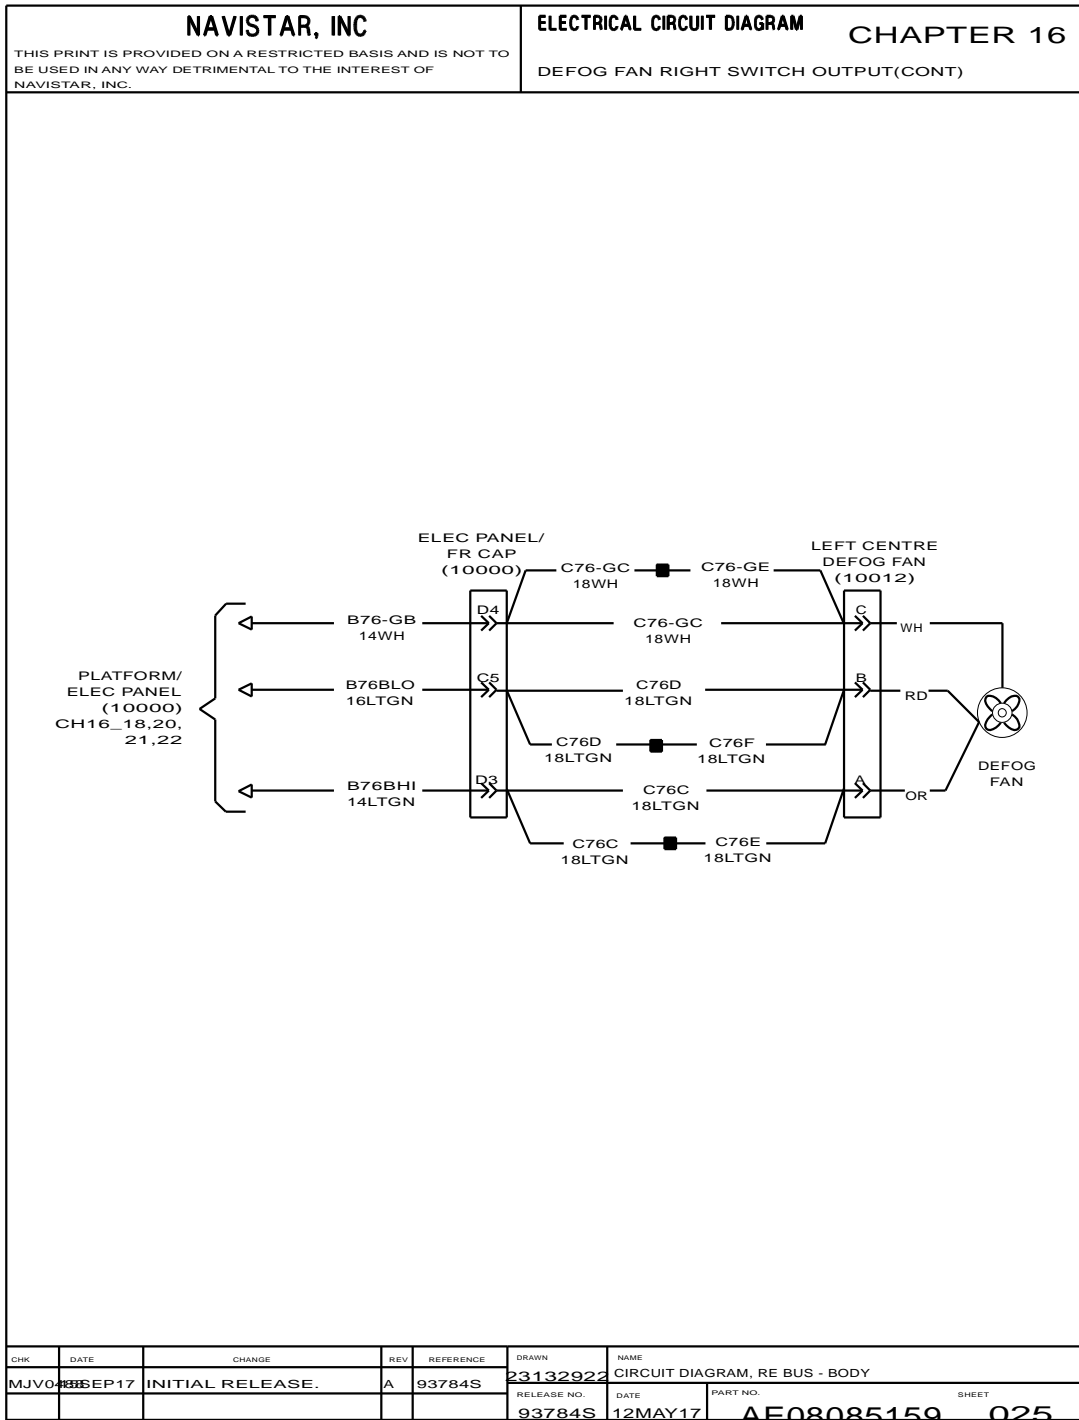 NAVISTAR, INC
THIS PRINT IS PROVIDED ON A RESTRICTED BASIS AND IS NOT TO
BE USED IN ANY WAY DETRIMENTAL TO THE INTEREST OF
NAVISTAR, INC.
ELECTRICAL CIRCUIT DIAGRAM
CHAPTER 16
DEFOG FAN RIGHT SWITCH OUTPUT(CONT)
ELEC PANEL/
FR CAP
(10000)
LEFT CENTRE
DEFOG FAN
(10012)
C76-GC
18WH
C76-GE
18WH
D4
C
B76-GB
14WH
C76-GC
18WH
WH
PLATFORM/
ELEC PANEL
(10000)
CH16_18,20,
21,22
C5
B
B76BLO
16LTGN
C76D
18LTGN
RD
C76D
18LTGN
C76F
18LTGN
DEFOG
FAN
D3
A
B76BHI
14LTGN
C76C
18LTGN
OR
C76C
18LTGN
C76E
18LTGN
CHK DATE CHANGE REV REFERENCE
SEP17 INITIAL RELEASE. A 93784S
DRAWN
23132922
NAME
CIRCUIT DIAGRAM, RE BUS - BODY
RELEASE NO.
93784S
DATE
12MAY17
PART NO.
AE08085159
SHEET
025